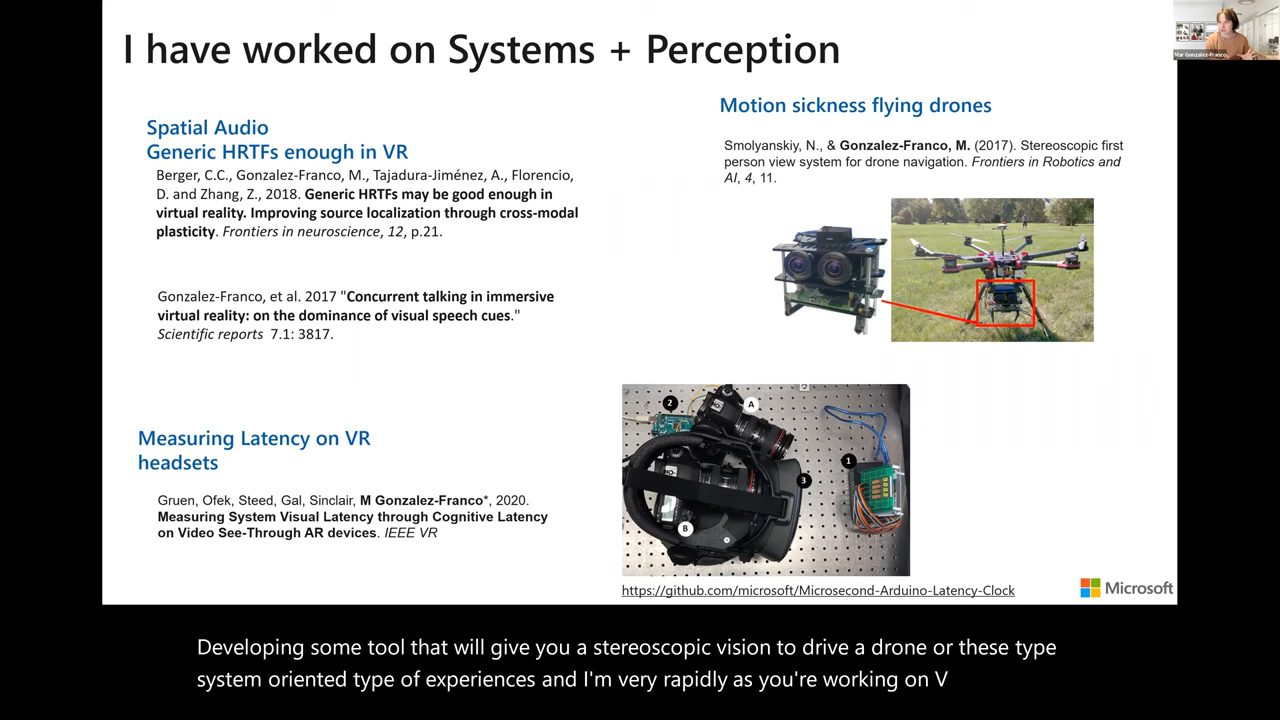 I have worked on Systems + Perception
Mar Gonzalez-Franco
Spatial Audio
Generic HRTFs enough in VR
Berger, C.C., Gonzalez-Franco, M., Tajadura-Jiménez, A., Florencio,
D. and Zhang, Z., 2018. Generic HRTFs may be good enough in
virtual reality. Improving source localization through cross-modal
plasticity. Frontiers in neuroscience, 12, p.21.
Gonzalez-Franco, et al. 2017 "Concurrent talking in immersive
virtual reality: on the dominance of visual speech cues."
Scientific reports 7.1: 3817.
Measuring Latency on VR
headsets
Gruen, Ofek, Steed, Gal, Sinclair, M Gonzalez-Franco*, 2020.
Measuring System Visual Latency through Cognitive Latency
on Video See-Through AR devices. IEEE VR
Motion sickness flying drones
Smolyanskiy, N., & Gonzalez-Franco, M. (2017). Stereoscopic first
person view system for drone navigation. Frontiers in Robotics and
AI, 4, 11.
2
A
1
3
B
https://github.com/microsoft/Microsecond-Arduino-Latency-Clock
Microsoft
Developing some tool that will give you a stereoscopic vision to drive a drone or these type
system oriented type of experiences and I'm very rapidly as you're working on V